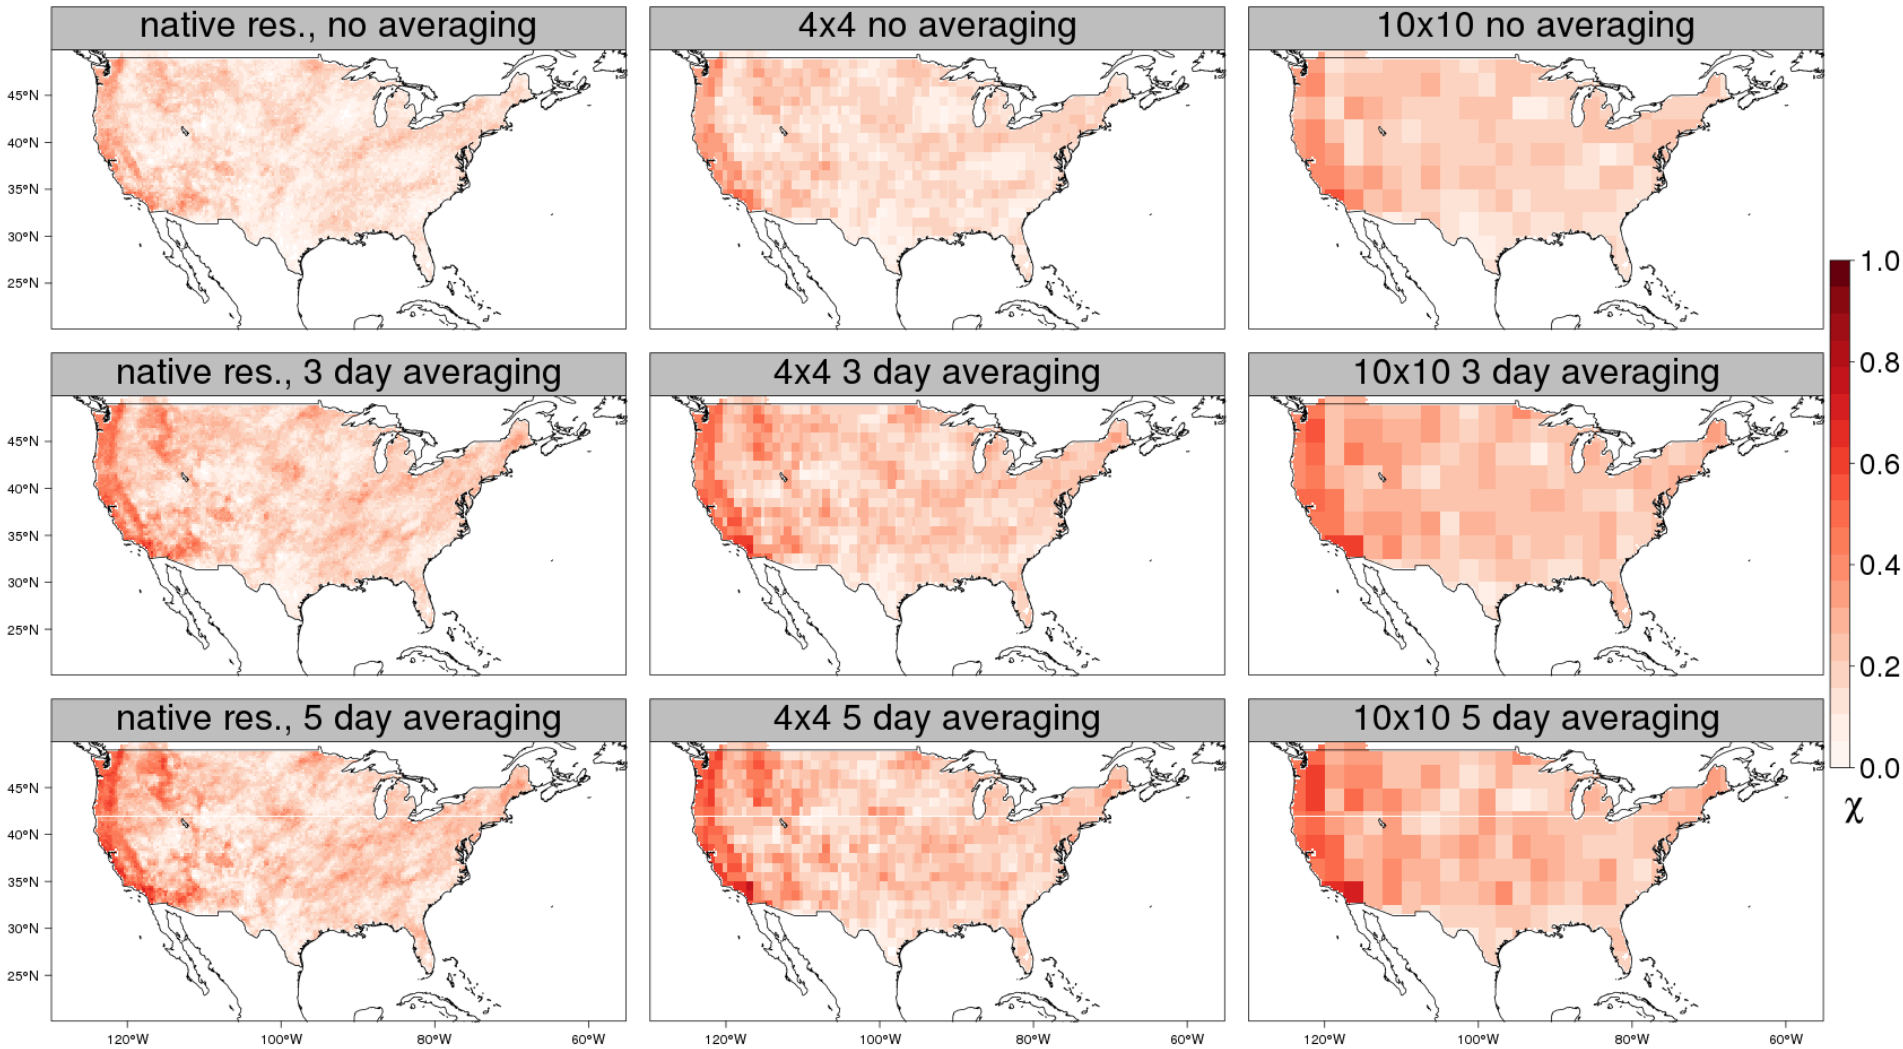 native res., no averaging
4x4 no averaging
10x10 no averaging
45°N
40°N
35°N
30°N
25°N
native res., 3 day averaging
4x4 3 day averaging
10x10 3 day averaging
45°N
40°N
35°N
30°N
25°N
native res., 5 day averaging
4x4 5 day averaging
10x10 5 day averaging
45°N
40°N
35°N
30°N
25°N
120°W 100°W 80°W 60°W
120°W 100°W 80°W 60°W
120°W 100°W 80°W 60°W
1.0
0.8
0.6
0.4
0.2
0.0
χ